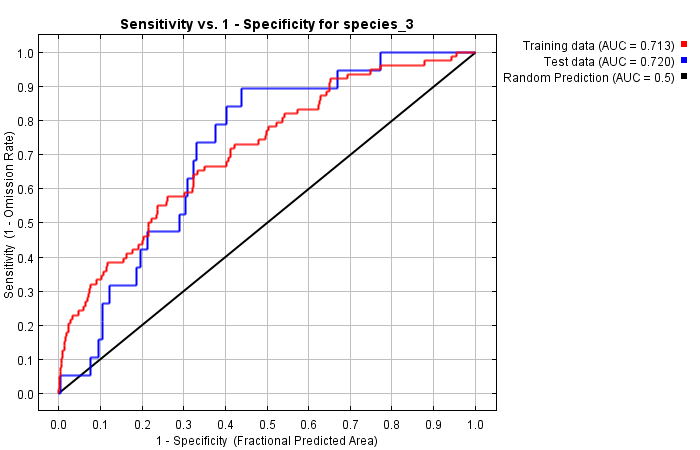 Sensitivity vs. 1 - Specificity for species_3
Training data (AUC = 0.713)
Test data (AUC = 0.720)
Random Prediction (AUC = 0.5)
Sensitivity (1 - Omission Rate)
1.0
0.9
0.8
0.7
0.6
0.5
0.4
0.3
0.2
0.1
0.0
0.0 0.1 0.2 0.3 0.4 0.5 0.6 0.7 0.8 0.9 1.0
1 - Specificity (Fractional Predicted Area)